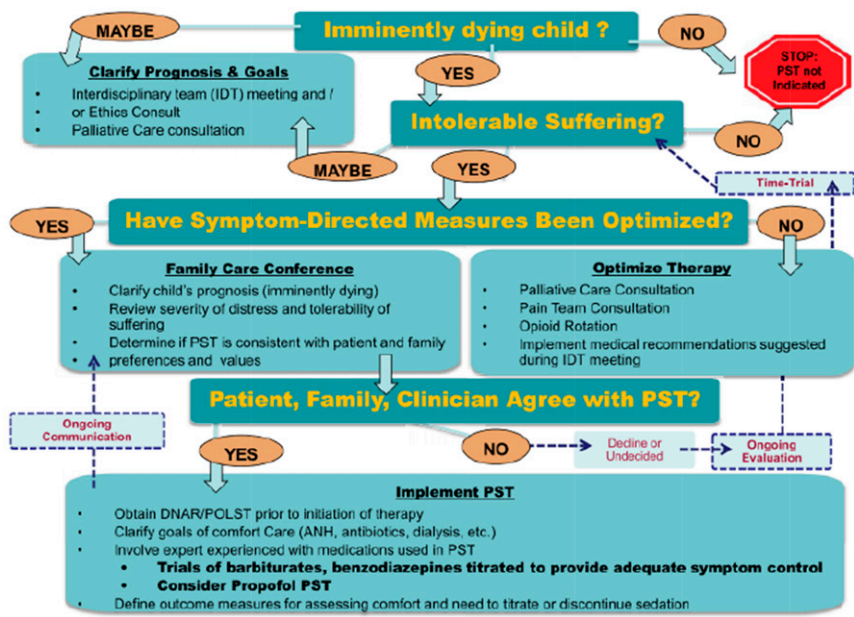 Imminently dying child ?
MAYBE
NO
YES
STOP:
PST not
Indicated
Clarify Prognosis & Goals
• Interdisciplinary team (IDT) meeting and /
• or Ethics Consult
• Palliative Care consultation
Intolerable Suffering?
MAYBE
YES
NO
Time-Trial
Have Symptom-Directed Measures Been Optimized?
YES
NO
Family Care Conference
• Clarify child's prognosis (imminently dying)
• Review severity of distress and tolerability of
suffering
• Determine if PST is consistent with patient and family
• preferences and values
Optimize Therapy
• Palliative Care Consultation
• Pain Team Consultation
• Opioid Rotation
• Implement medical recommendations suggested
during IDT meeting
Patient, Family, Clinician Agree with PST?
Ongoing
Communication
YES
NO
Decline or
Undecided
Ongoing
Evaluation
Implement PST
• Obtain DNAR/POLST prior to initiation of therapy
• Clarify goals of comfort Care (ANH, antibiotics, dialysis, etc.)
• Involve expert experienced with medications used in PST
• Trials of barbiturates, benzodiazepines titrated to provide adequate symptom control
• Consider Propofol PST
• Define outcome measures for assessing comfort and need to titrate or discontinue sedation